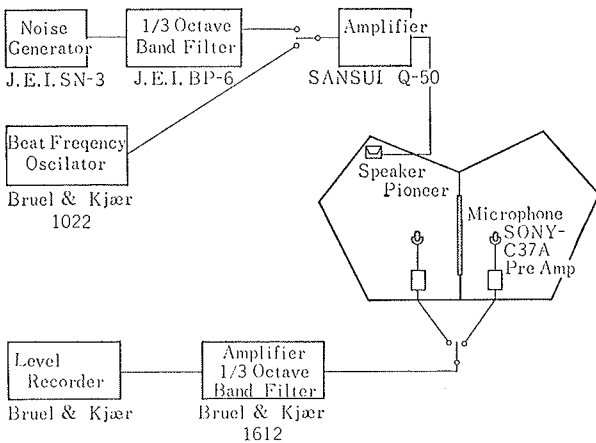 Noise
Generator
J.E.I. SN-3
1/3 Octave
Band Filter
J.E.I. BP-6
Amplifier
SANSUI Q-50
Beat Freqency
Oscilator
Bruel & Kjær
1022
Speaker
Pioneer
Microphone
SONY-
C37A
Pre Amp
Level
Recorder
Bruel & Kjær
Amplifier
1/3 Octave
Band Filter
Bruel & Kjær
1612